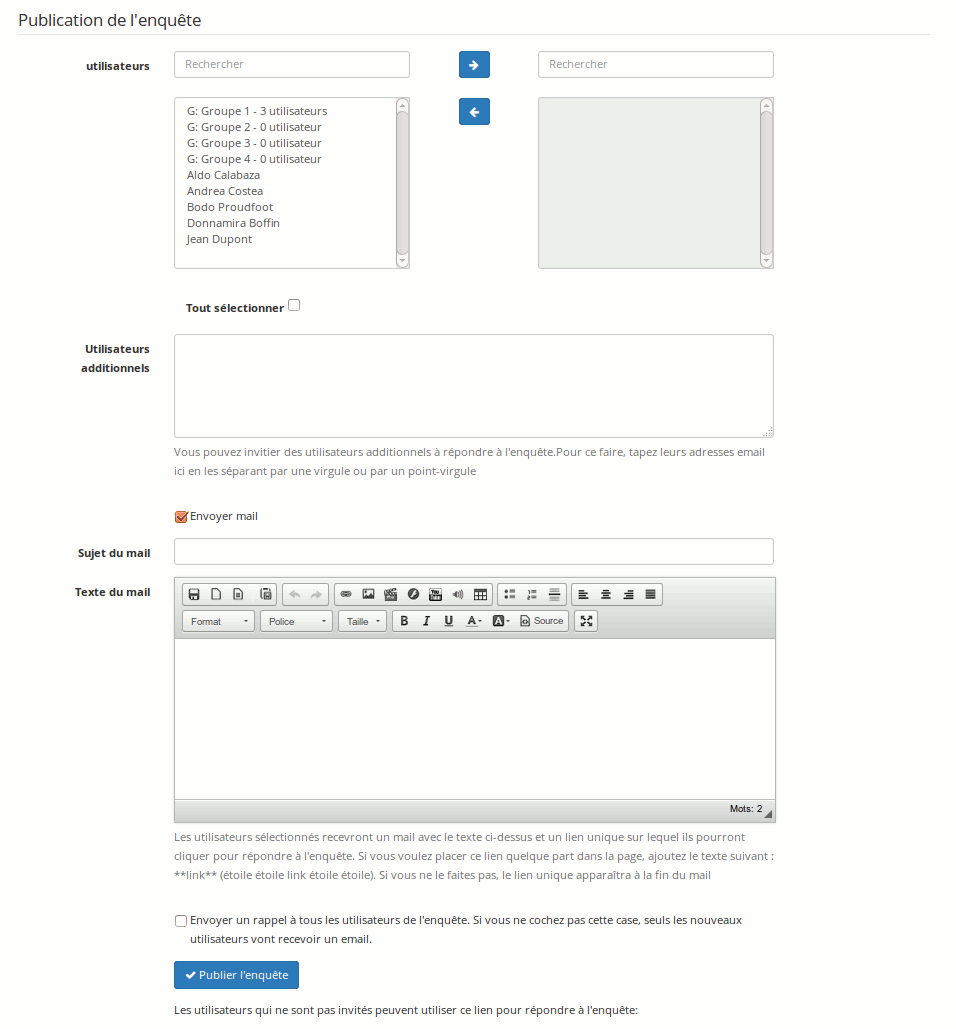 Publication de l'enquête
utilisateurs
Rechercher
Rechercher
G: Groupe 1 - 3 utilisateurs
G: Groupe 2 - 0 utilisateur
G: Groupe 3 - 0 utilisateur
G: Groupe 4 - 0 utilisateur
Aldo Calabaza
Andrea Costea
Bodo Proudfoot
Donnamira Boffin
Jean Dupont
Tout sélectionner
Utilisateurs
additionnels
Vous pouvez invitier des utilisateurs additionnels à répondre à l'enquête.Pour ce faire, tapez leurs adresses email
ici en les séparant par une virgule ou par un point-virgule
Envoyer mail
Sujet du mail
Texte du mail
Format
Police
Taille
B I U A A Source
Mots: 2
Les utilisateurs sélectionnés recevront un mail avec le texte ci-dessus et un lien unique sur lequel ils pourront
cliquer pour répondre à l'enquête. Si vous voulez placer ce lien quelque part dans la page, ajoutez le texte suivant :
**link** (étoile étoile link étoile étoile). Si vous ne le faites pas, le lien unique apparaîtra à la fin du mail
Envoyer un rappel à tous les utilisateurs de l'enquête. Si vous ne cochez pas cette case, seuls les nouveaux
utilisateurs vont recevoir un email.
Publier l'enquête
Les utilisateurs qui ne sont pas invités peuvent utiliser ce lien pour répondre à l'enquête: